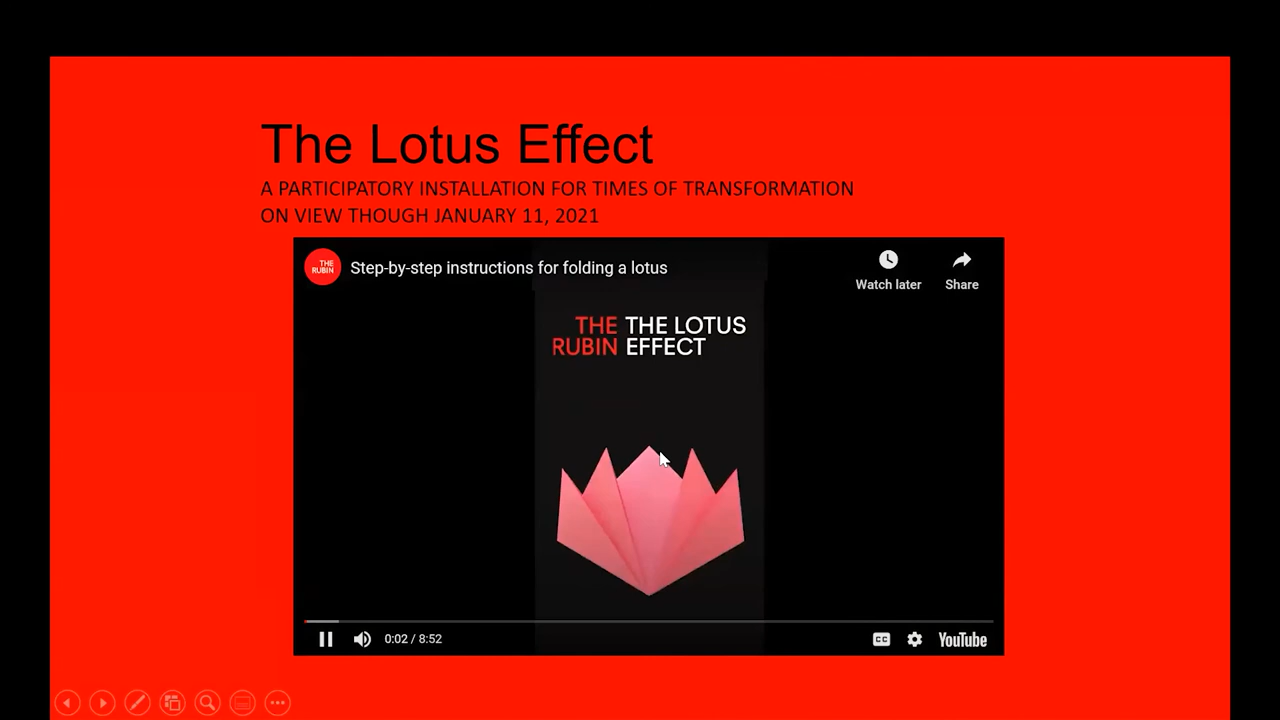 The Lotus Effect
A PARTICIPATORY INSTALLATION FOR TIMES OF TRANSFORMATION
ON VIEW THOUGH JANUARY 11, 2021
THE
RUBIN
Step-by-step instructions for folding a lotus
Watch later
Share
THE THE LOTUS
RUBIN EFFECT
0:02 / 8:52
CC
YouTube